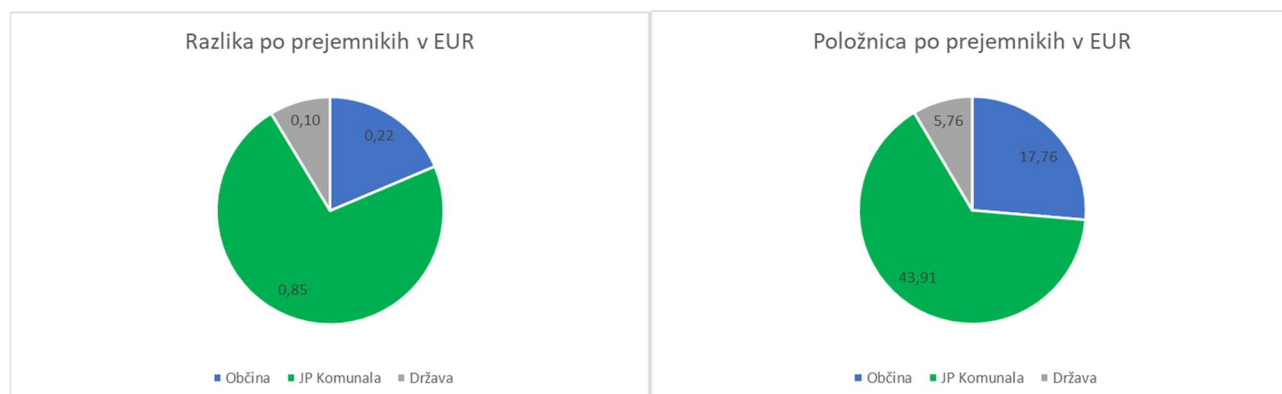 Razlika po prejemnikih v EUR
0,10
0,22
0,85
Občina JP Komunala Država
Položnica po prejemnikih v EUR
5,76
17,76
43,91
Občina JP Komunala Država